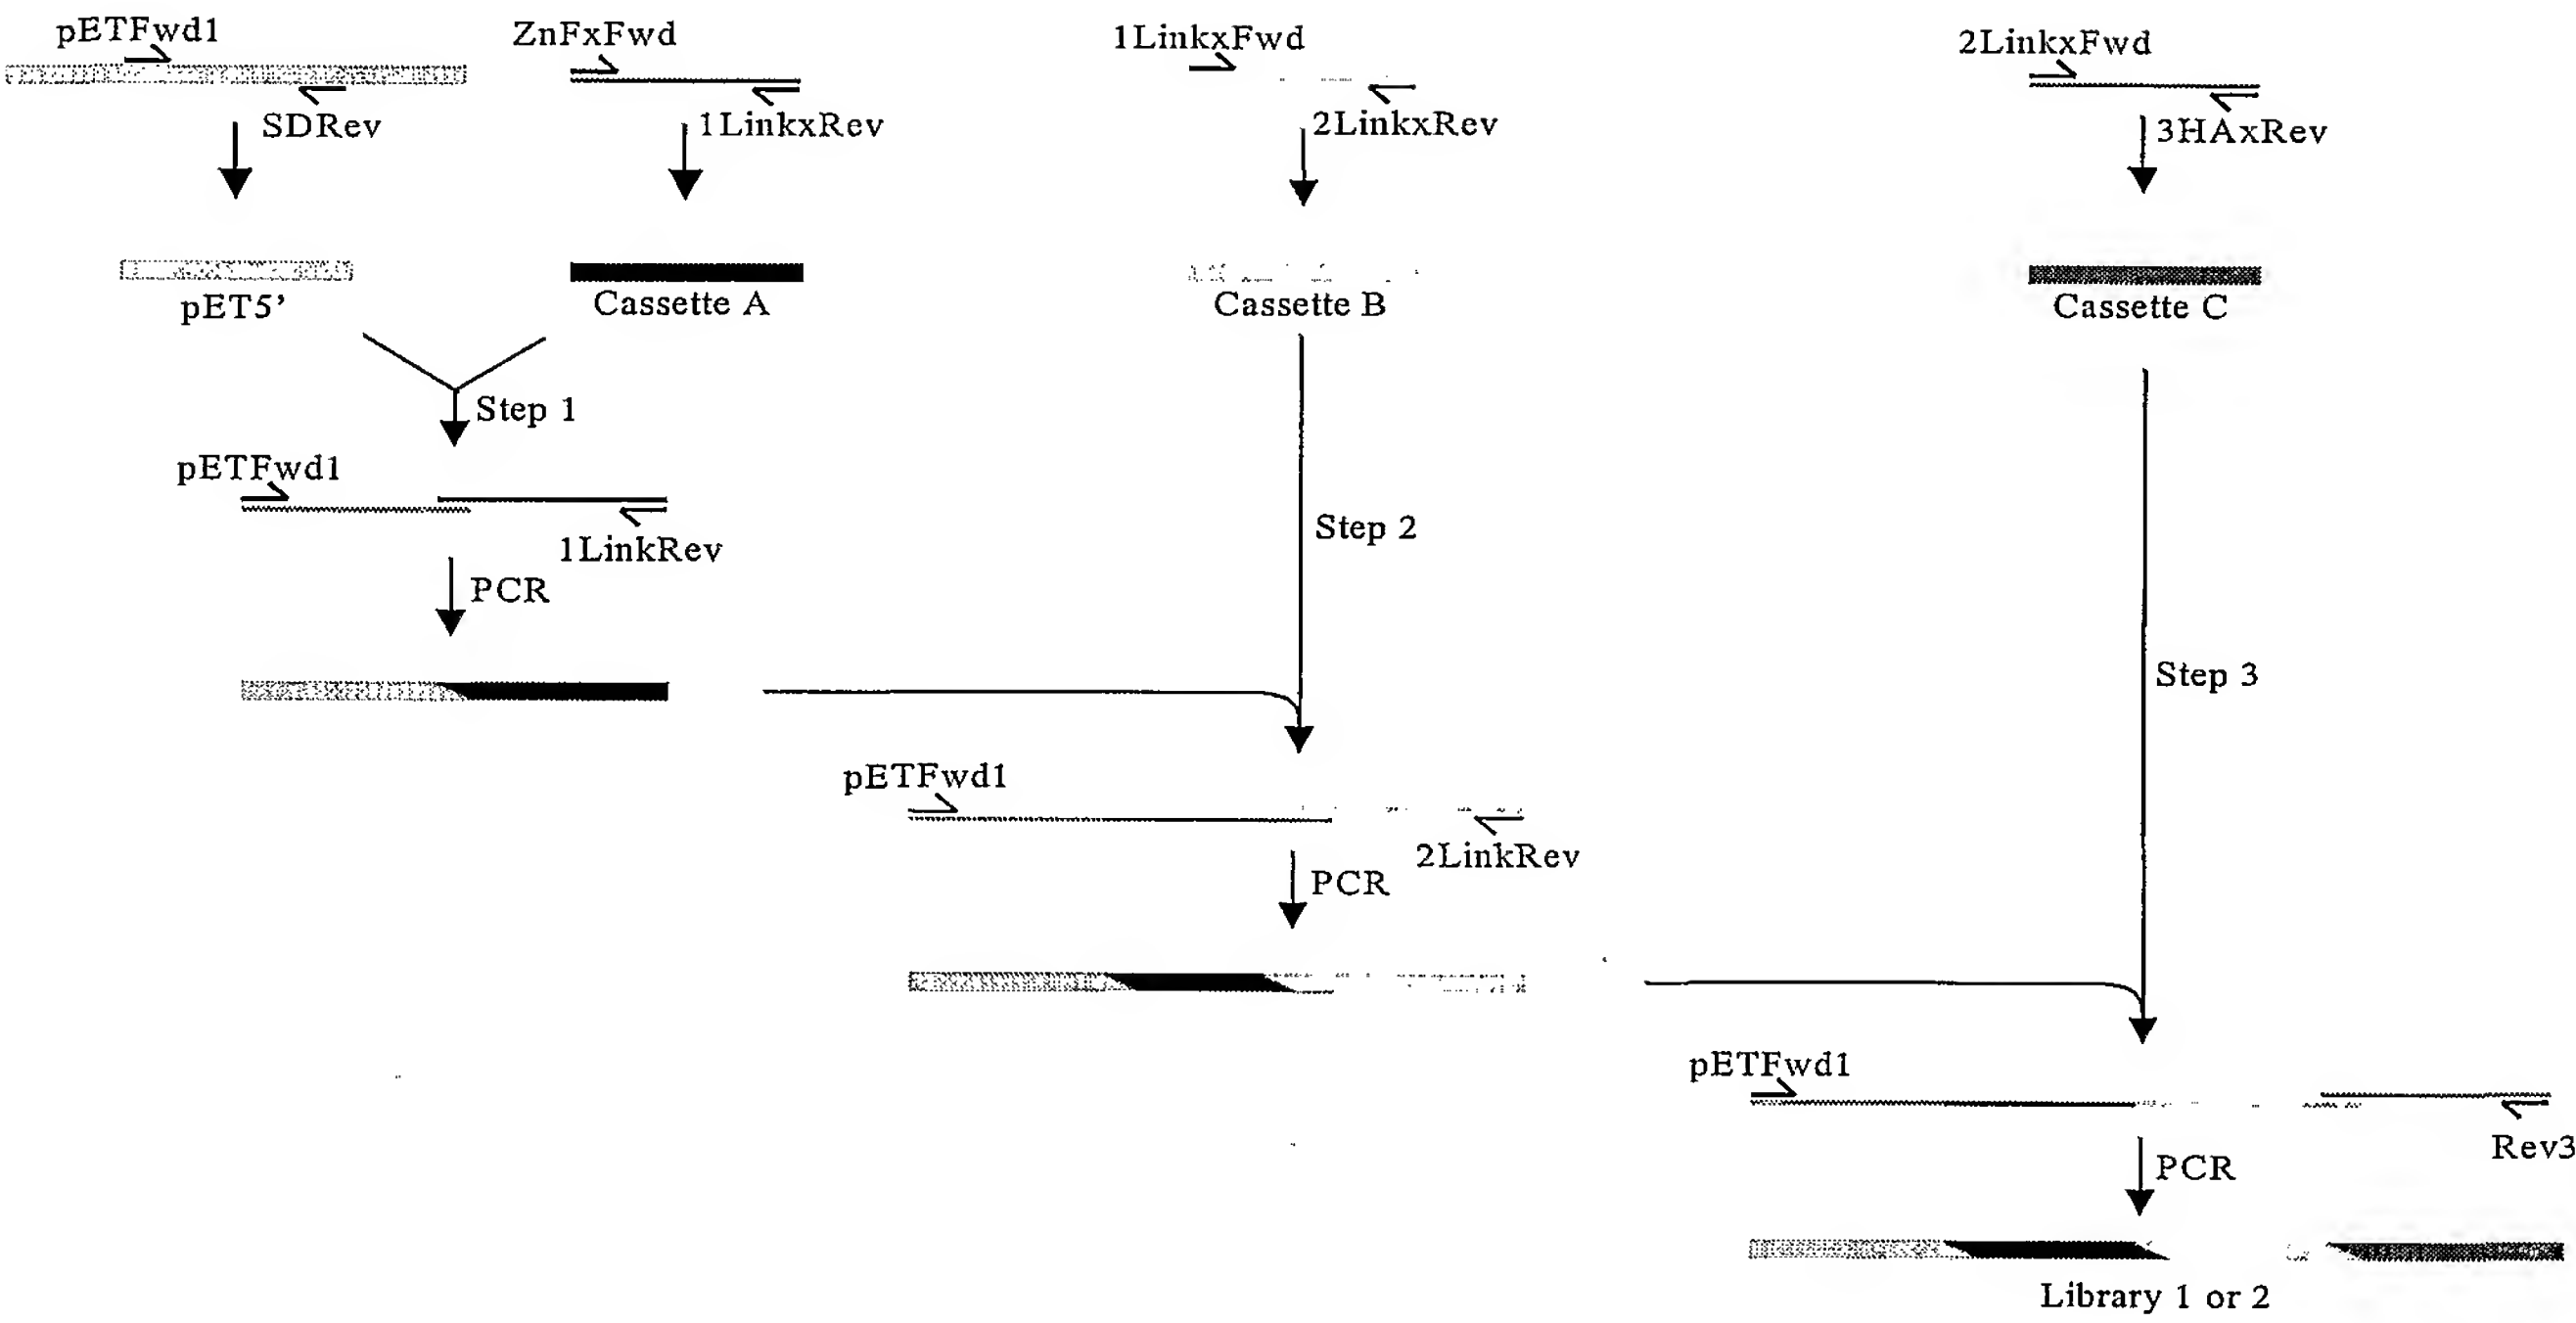 pETFwd1
ZnFxFwd
1LinkxFwd
2LinkxFwd
SDRev
1LinkxRev
2LinkxRev
3HAxRev
pET5’
Cassette A
Cassette B
Cassette C
Step 1
pETFwd1
1LinkRev
Step 2
PCR
Step 3
pETFwd1
2LinkRev
PCR
pETFwd1
Rev3
PCR
Library 1 or 2